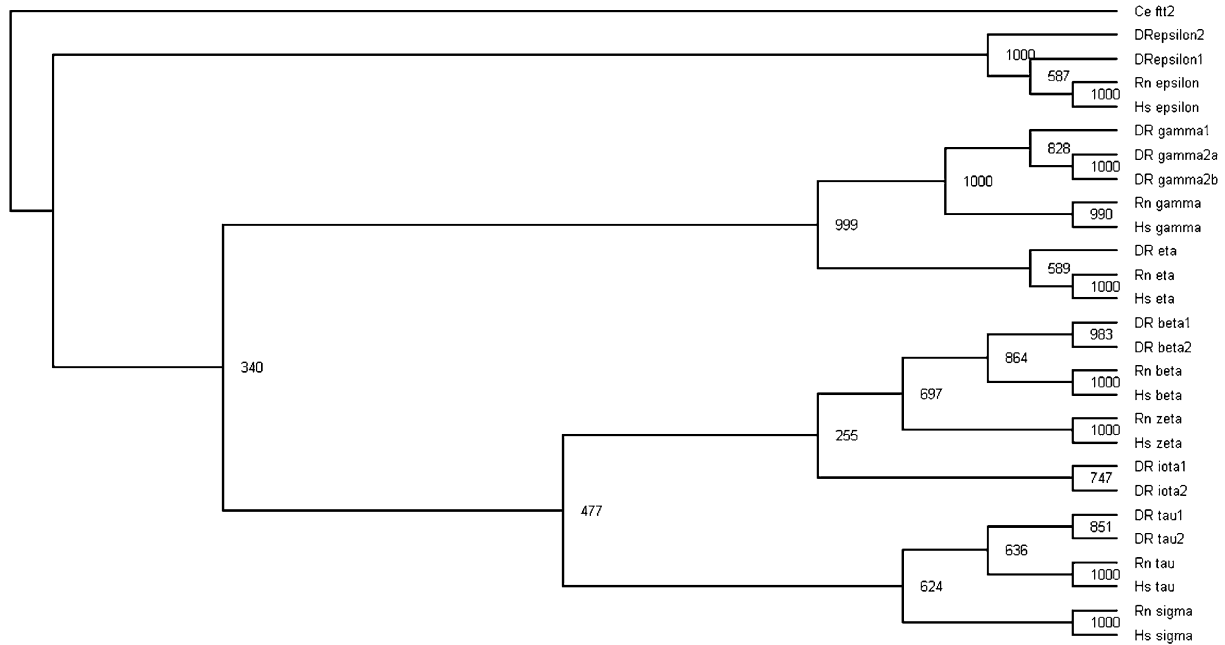 Ce ftt2
DRepsilon2
1000
DRepsilon1
587
Rn epsilon
1000
Hs epsilon
DR gamma1
828
DR gamma2a
1000
DR gamma2b
1000
Rn gamma
990
Hs gamma
999
DR eta
589
Rn eta
1000
Hs eta
DR beta1
983
DR beta2
864
340
Rn beta
1000
Hs beta
697
Rn zeta
1000
Hs zeta
255
DR iota1
747
DR iota2
477
DR tau1
851
DR tau2
636
Rn tau
1000
Hs tau
624
Rn sigma
1000
Hs sigma